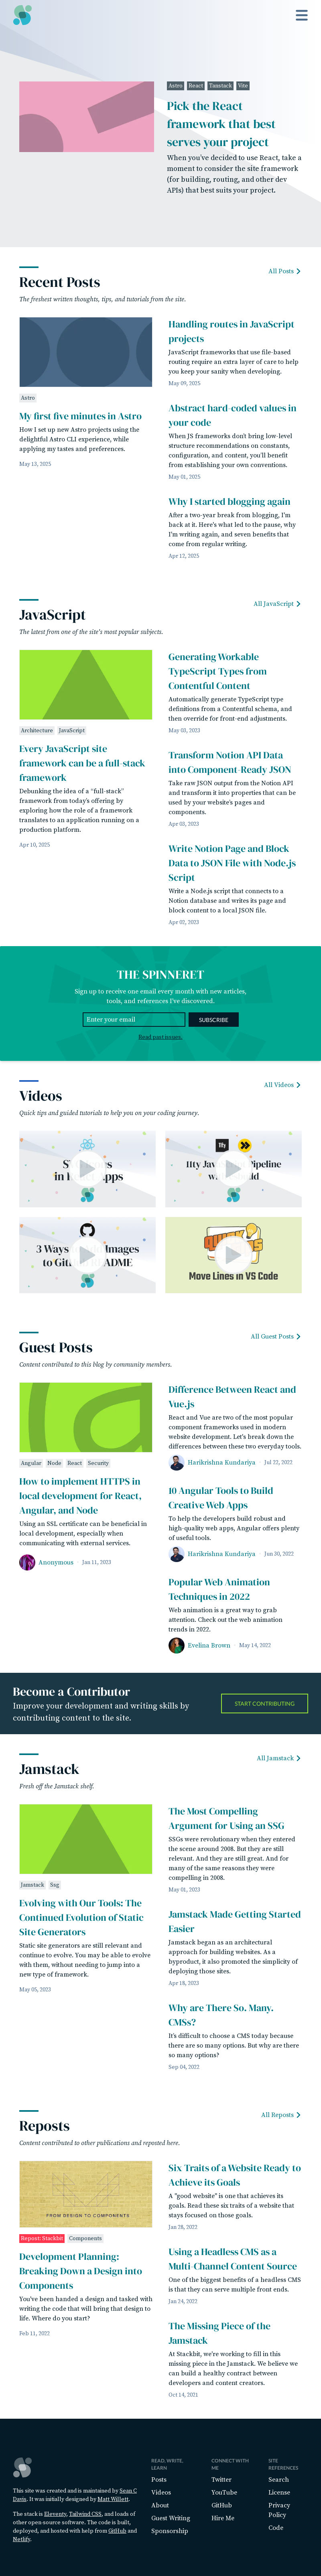 Astro React Tanstack Vite
Pick the React
framework that best
serves your project
When you've decided to use React, take a
moment to consider the site framework
(for building, routing, and other dev
APIs) that best suits your project.
All Posts
Recent Posts
The freshest written thoughts, tips, and tutorials from the site.
Astro
My first five minutes in Astro
How I set up new Astro projects using the
delightful Astro CLI experience, while
applying my tastes and preferences.
May 13, 2025
Handling routes in JavaScript
projects
JavaScript frameworks that use file-based
routing require an extra layer of care to help
you keep your sanity when developing.
May 09, 2025
Abstract hard-coded values in
your code
When JS frameworks don't bring low-level
structure recommendations or constants,
configuration, and content, you'll benefit
from establishing your own conventions.
May 01, 2025
Why I started blogging again
After a two-year break from blogging, I'm
back at it. Here's what led to the pause, why
I'm writing again, and seven benefits that
come from regular writing.
Apr 12, 2025
All JavaScript
JavaScript
The latest from one of the site's most popular subjects.
Architecture JavaScript
Every JavaScript site
framework can be a full-stack
framework
Debunking the idea of a "full-stack"
framework from today's offering by
exploring how the role of a framework
translates to an application running on a
production platform.
Apr 10, 2025
Generating Workable
TypeScript Types from
Contentful Content
Automatically generate TypeScript type
definitions from a Contentful schema, and
then override for front-end adjustments.
May 03, 2023
Transform Notion API Data
into Component-Ready JSON
Take raw JSON output from the Notion API
and transform it into properties that can be
used by your website's pages and
components.
Apr 03, 2023
Write Notion Page and Block
Data to JSON File with Node.js
Script
Write a Node.js script that connects to a
Notion database and writes its page and
block content to a local JSON file.
Apr 02, 2023
THE SPINNERET
Sign up to receive one email every month with new articles,
tools, and references I've discovered.
Enter your email
SUBSCRIBE
Read past issues.
All Videos
Videos
Quick tips and guided tutorials to help you on your coding journey.
11ty
3 Ways
Images
to Git
ADME
Move Lines in VS Code
All Guest Posts
Guest Posts
Content contributed to this blog by community members.
Angular Node React Security
How to implement HTTPS in
local development for React,
Angular, and Node
Using an SSL certificate can be beneficial in
local development, especially when
communicating with external services.
Anonymous · Jan 11, 2023
Difference Between React and
Vue.js
React and Vue are two of the most popular
component frameworks used in modern
website development. Let's break down the
differences between these two everyday tools.
Harikrishna Kundariya · Jul 22, 2022
10 Angular Tools to Build
Creative Web Apps
To help the developers build robust and
high-quality web apps, Angular offers plenty
of useful tools.
Harikrishna Kundariya · Jun 30, 2022
Popular Web Animation
Techniques in 2022
Web animation is a great way to grab
attention. Check out the web animation
trends in 2022.
Evelina Brown · May 14, 2022
Become a Contributor
Improve your development and writing skills by
contributing content to the site.
START CONTRIBUTING
All Jamstack
Jamstack
Fresh off the Jamstack shelf.
Jamstack Ssg
Evolving with Our Tools: The
Continued Evolution of Static
Site Generators
Static site generators are still relevant and
continue to evolve. You may be able to evolve
with them, without needing to jump into a
new type of framework.
May 05, 2023
The Most Compelling
Argument for Using an SSG
SSGs were revolutionary when they entered
the scene around 2008. But they are still
relevant. And they are still great. And for
many of the same reasons they were
compelling in 2008.
May 01, 2023
Jamstack Made Getting Started
Easier
Jamstack began as an architectural
approach for building websites. As a
byproduct, it also promoted the simplicity of
deploying those sites.
Apr 18, 2023
Why are There So. Many.
CMSs?
It's difficult to choose a CMS today because
there are so many options. But why are there
so many options?
Sep 04, 2022
All Reposts
Reposts
Content contributed to other publications and reposted here.
FROM DESIGN TO COMPONENTS
Repost: Stackbit Components
Development Planning:
Breaking Down a Design into
Components
You've been handed a design and tasked with
writing the code that will bring that design to
life. Where do you start?
Feb 11, 2022
Six Traits of a Website Ready to
Achieve its Goals
A "good website" is one that achieves its
goals. Read these six traits of a website that
stays focused on those goals.
Jan 28, 2022
Using a Headless CMS as a
Multi-Channel Content Source
One of the biggest benefits of a headless CMS
is that they can serve multiple front ends.
Jan 24, 2022
The Missing Piece of the
Jamstack
At Stackbit, we're working to fill in this
missing piece in the Jamstack. We believe we
can build a healthy contract between
developers and content creators.
Oct 14, 2021
This site was created and is maintained by Sean C
Davis. It was initially designed by Matt Willett.
The stack is Eleventy, Tailwind CSS, and loads of
other open-source software. The code is built,
deployed, and hosted with help from GitHub and
Netlify.
READ, WRITE,
LEARN
Posts
Videos
About
Guest Writing
Sponsorship
CONNECT WITH
ME
Twitter
YouTube
GitHub
Hire Me
SITE
REFERENCES
Search
License
Privacy
Policy
Code